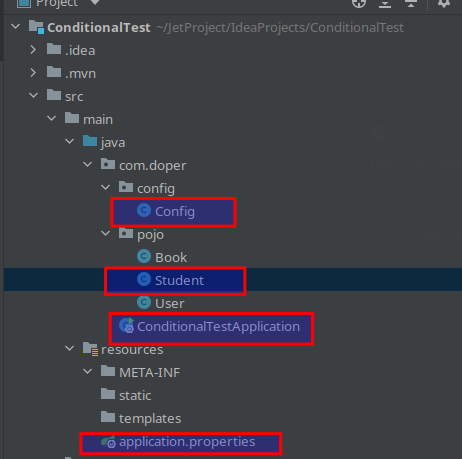 Project
ConditionalTest ~/JetProject/IdeaProjects/ConditionalTest
.idea
.mvn
src
main
java
com.doper
config
Config
pojo
Book
Student
User
ConditionalTestApplication
resources
META-INF
static
templates
application.properties